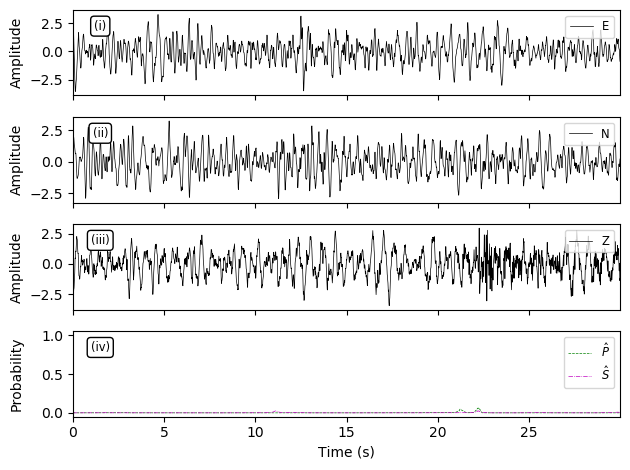 Amplitude
2.5
0.0
−2.5
(i)
E
Amplitude
2.5
0.0
−2.5
(ii)
N
Amplitude
2.5
0.0
−2.5
(iii)
Z
Probability
1.0
0.5
0.0
(iv)
P̂
Ŝ
0 5 10 15 20 25
Time (s)